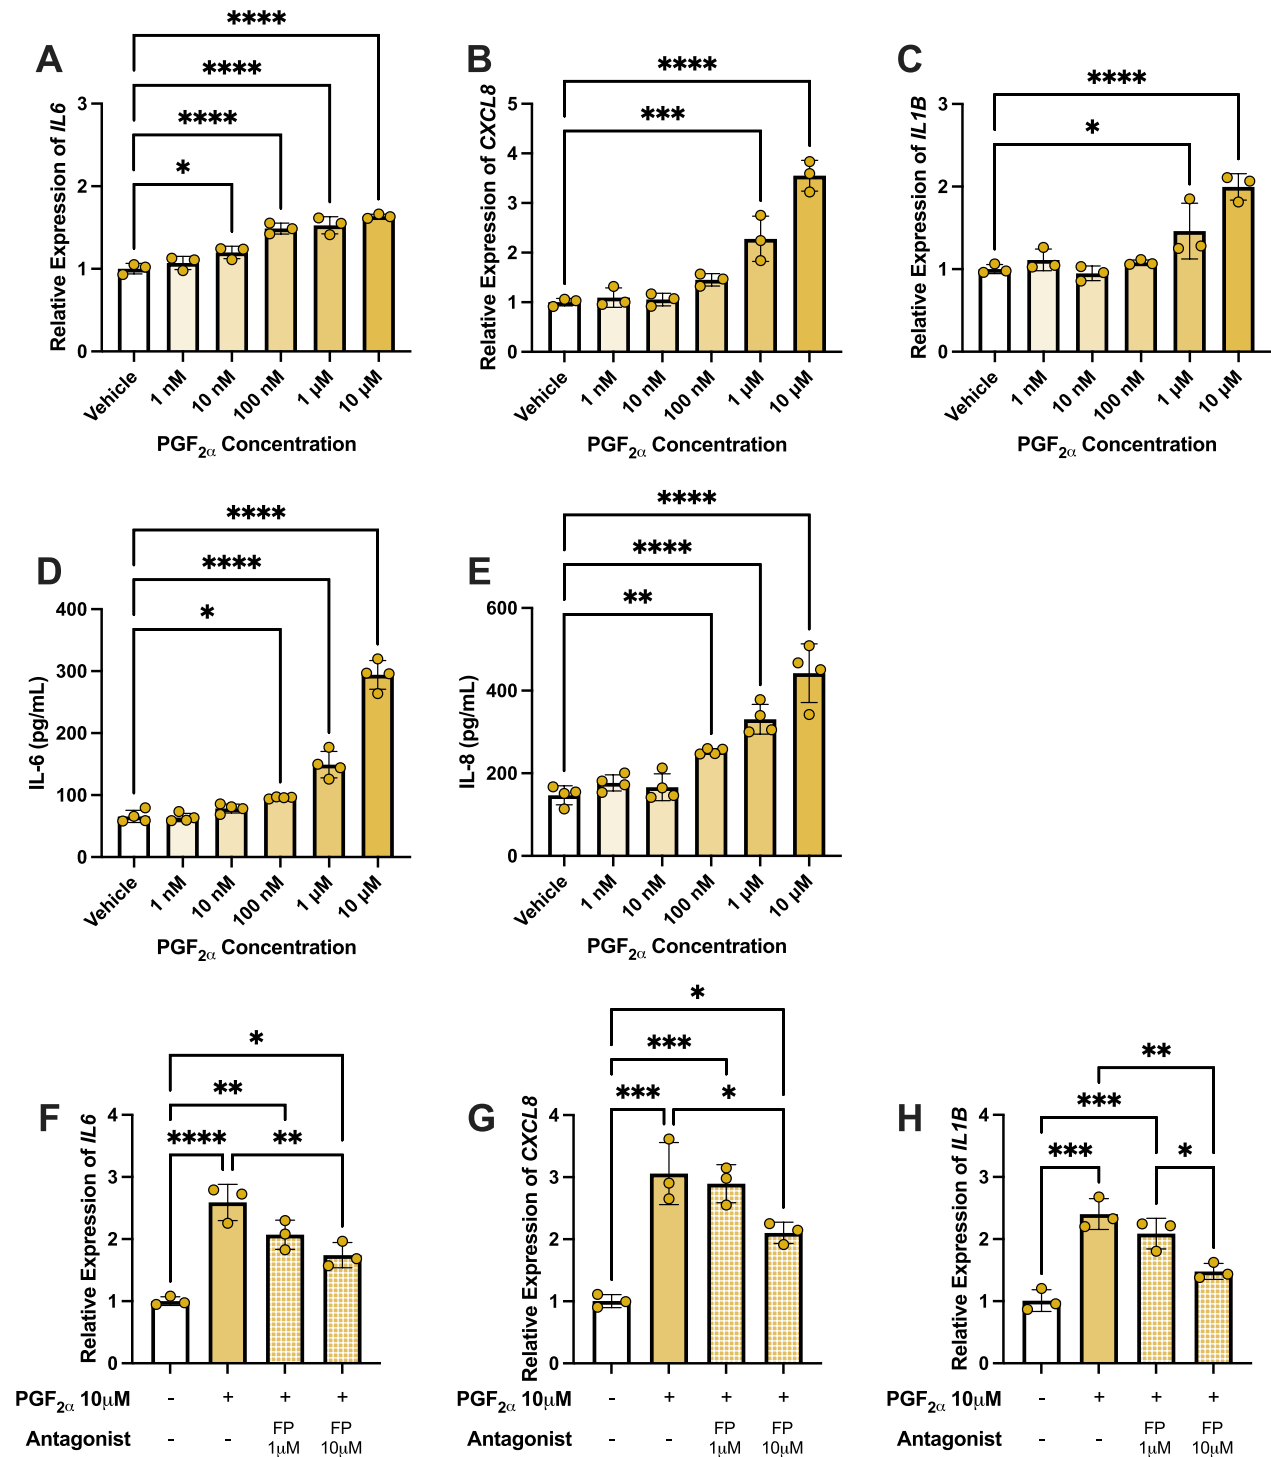 A
Relative Expression of IL6
****
****
****
*
3
2
1
0
Vehicle
1 nM
10 nM
100 nM
1 µM
10 µM
PGF2α Concentration
B
Relative Expression of CXCL8
****
***
5
4
3
2
1
0
Vehicle
1 nM
10 nM
100 nM
1 µM
10 µM
PGF2α Concentration
C
Relative Expression of IL1B
****
*
3
2
1
0
Vehicle
1 nM
10 nM
100 nM
1 µM
10 µM
PGF2α Concentration
D
IL-6 (pg/mL)
****
****
*
400
300
200
100
0
Vehicle
1 nM
10 nM
100 nM
1 µM
10 µM
PGF2α Concentration
E
IL-8 (pg/mL)
****
****
**
600
400
200
0
Vehicle
1 nM
10 nM
100 nM
1 µM
10 µM
PGF2α Concentration
F
Relative Expression of IL6
*
**
**** **
4
3
2
1
0
PGF2α 10µM - + + +
Antagonist - - FP 1µM FP 10µM
G
Relative Expression of CXCL8
*
***
*** *
4
3
2
1
0
PGF2α 10µM - + + +
Antagonist - - FP 1µM FP 10µM
H
Relative Expression of IL1B
**
***
*** *
4
3
2
1
0
PGF2α 10µM - + + +
Antagonist - - FP 1µM FP 10µM